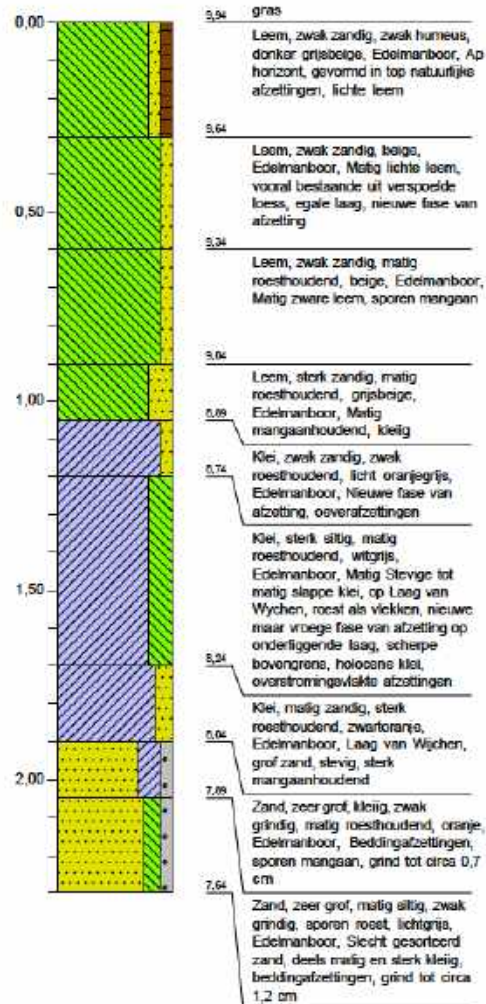 gras
0,00
9,94
Leem, zwak zandig, zwak humeus,
donker grijsbeige, Edelmanboor, Ap
horizont, gevormd in top natuurlijke
afzettingen, lichte leem
9,64
Leem, zwak zandig, beige,
Edelmanboor, Matig lichte leem,
vooral bestaande uit verspoelde
loess, egale laag, nieuwe fase van
afzetting
0,50
9,34
Leem, zwak zandig, matig
roesthoudend, beige, Edelmanboor,
Matig zware leem, sporen mangaan
9,04
Leem, sterk zandig, matig
roesthoudend, grijsbeige,
Edelmanboor, Matig
mangaanhoudend, kleiig
1,00
8,89
Klei, zwak zandig, zwak
roesthoudend, licht oranjegrijs,
Edelmanboor, Nieuwe fase van
afzetting, oeverafzettingen
8,74
Klei, sterk siltig, matig
roesthoudend, witgrijs,
Edelmanboor, Matig Stevige tot
matig slappe klei, op Laag van
Wychen, roest als vlekken, nieuwe
maar vroege fase van afzetting op
onderliggende laag, scherpe
bovengrens, holocene klei,
overstromingsvlakte afzettingen
1,50
8,24
Klei, matig zandig, sterk
roesthoudend, zwartoranje,
Edelmanboor, Laag van Wijchen,
grof zand, stevig, sterk
mangaanhoudend
8,04
2,00
7,89
Zand, zeer grof, kleiig, zwak
grindig, matig roesthoudend, oranje,
Edelmanboor, Beddingafzettingen,
sporen mangaan, grind tot circa 0,7
cm
7,64
Zand, zeer grof, matig siltig, zwak
grindig, sporen roest, lichtgrijs,
Edelmanboor, Slecht gesorteerd
zand, deels matig en sterk kleiig,
beddingafzettingen, grind tot circa
1,2 cm